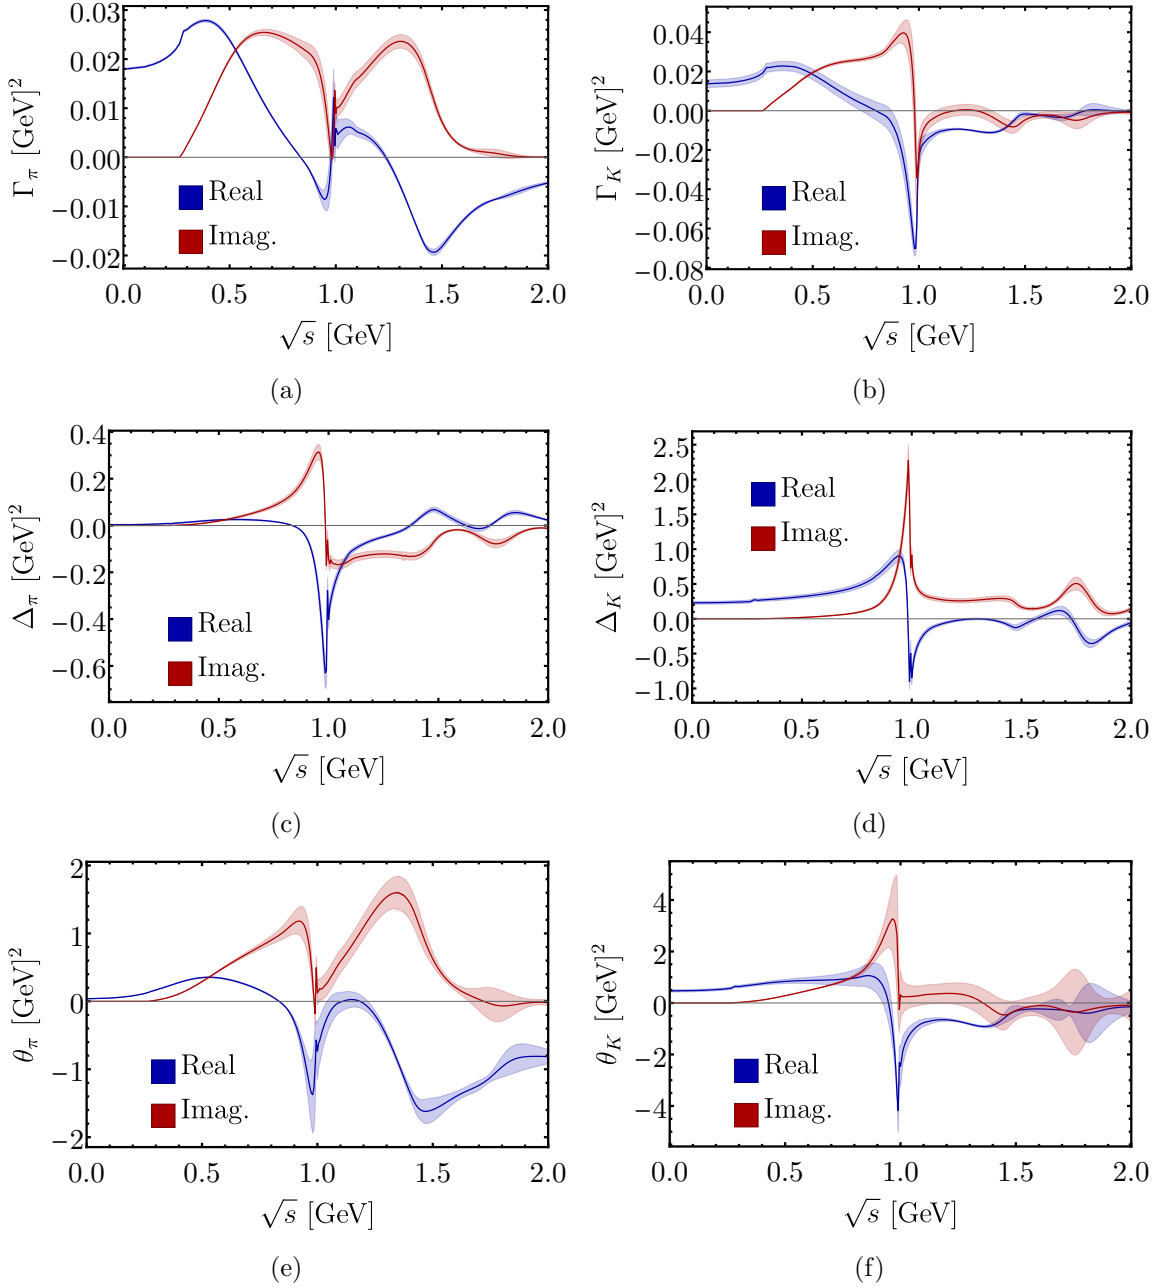 0.03
0.02
0.01
0.00
−0.01
−0.02
Γπ [GeV]²
Real
Imag.
0.0 0.5 1.0 1.5 2.0
√s [GeV]
(a)
0.04
0.02
0.00
−0.02
−0.04
−0.06
−0.08
ΓK [GeV]²
Real
Imag.
0.0 0.5 1.0 1.5 2.0
√s [GeV]
(b)
0.4
0.2
0.0
−0.2
−0.4
−0.6
Δπ [GeV]²
Real
Imag.
0.0 0.5 1.0 1.5 2.0
√s [GeV]
(c)
2.5
2.0
1.5
1.0
0.5
0.0
−0.5
−1.0
ΔK [GeV]²
Real
Imag.
0.0 0.5 1.0 1.5 2.0
√s [GeV]
(d)
2
1
0
−1
−2
θπ [GeV]²
Real
Imag.
0.0 0.5 1.0 1.5 2.0
√s [GeV]
(e)
4
2
0
−2
−4
θK [GeV]²
Real
Imag.
0.0 0.5 1.0 1.5 2.0
√s [GeV]
(f)